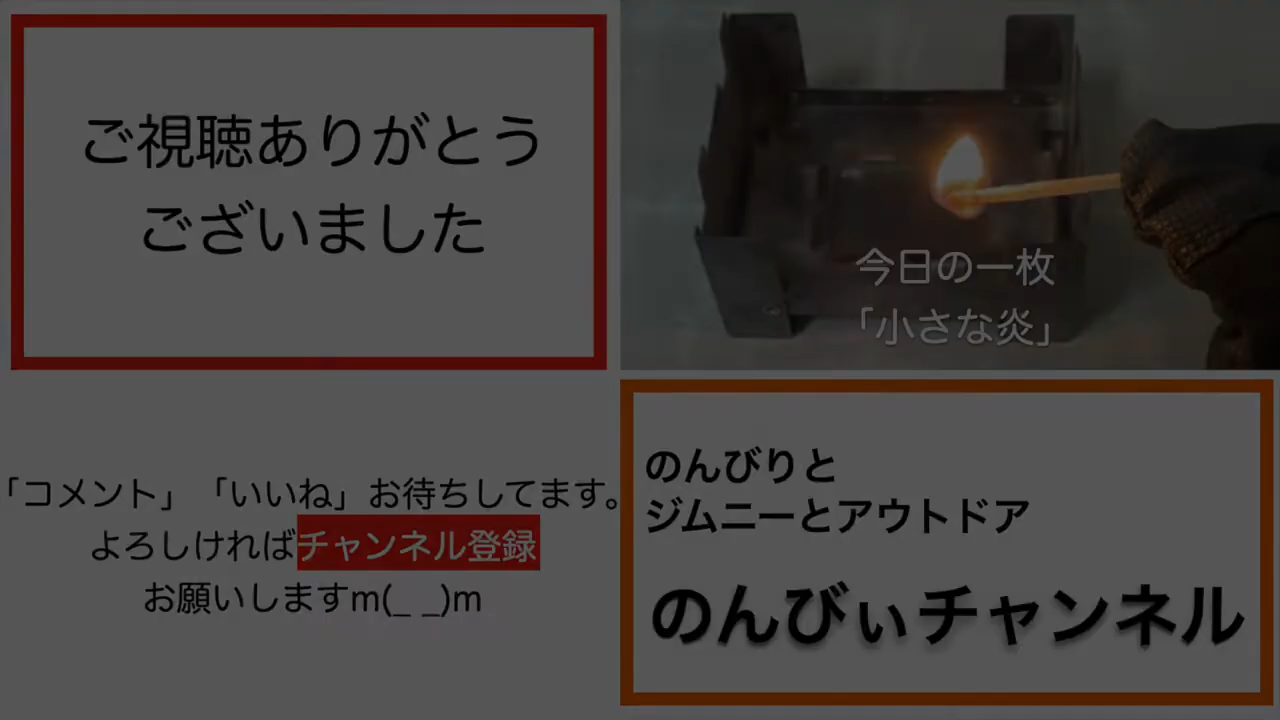 ご視聴ありがとう
ございました
今日の一枚
「小さな炎」
「コメント」「いいね」お待ちしてます。
よろしければチャンネル登録
お願いしますm(_ _)m
のんびりと
ジムニーとアウトドア
のんびぃチャンネル